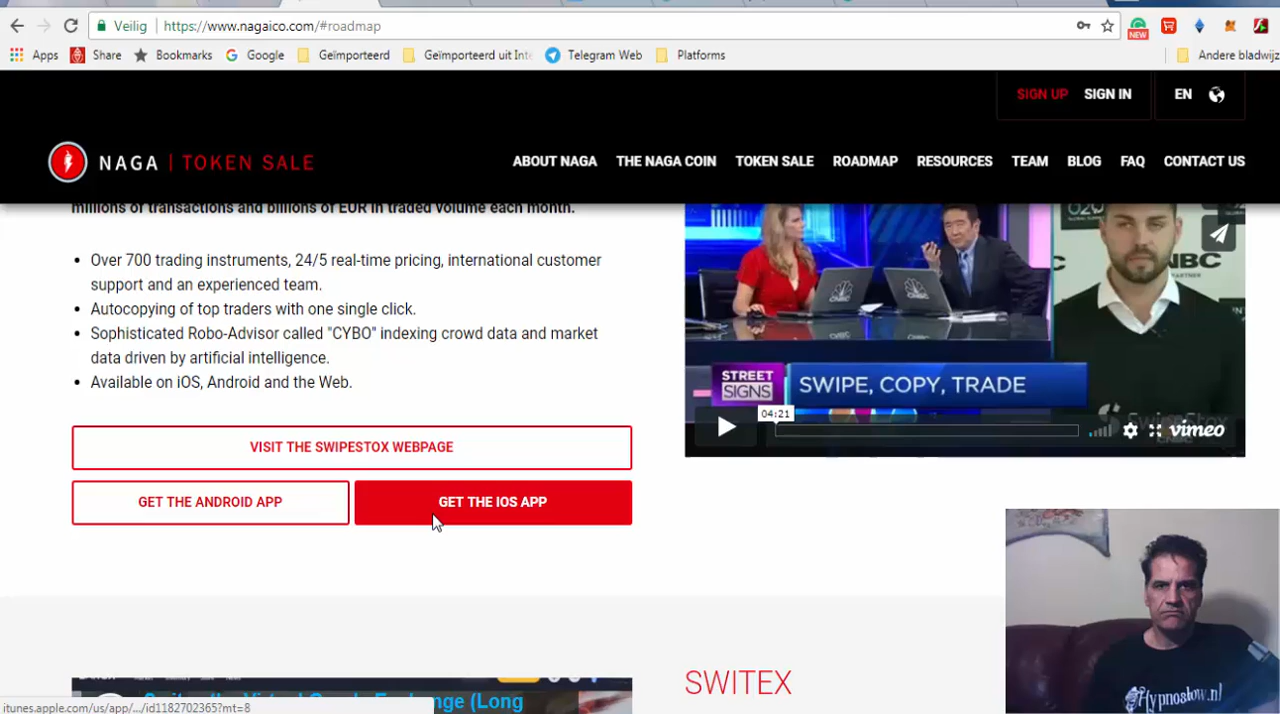 Veilig
https://www.nagaico.com/#roadmap
NEW
Apps
Share
Bookmarks
Google
Geïmporteerd
Geïmporteerd uit Inte
Telegram Web
Platforms
Andere bladwijz
SIGN UP
SIGN IN
EN
NAGA | TOKEN SALE
ABOUT NAGA
THE NAGA COIN
TOKEN SALE
ROADMAP
RESOURCES
TEAM
BLOG
FAQ
CONTACT US
millions of transactions and billions of EUR in traded volume each month.
• Over 700 trading instruments, 24/5 real-time pricing, international customer
support and an experienced team.
• Autocopying of top traders with one single click.
• Sophisticated Robo-Advisor called "CYBO" indexing crowd data and market
data driven by artificial intelligence.
• Available on iOS, Android and the Web.
VISIT THE SWIPESTOX WEBPAGE
GET THE ANDROID APP
GET THE IOS APP
CNBC
STREET
SIGNS
SWIPE, COPY, TRADE
04:21
vimeo
SWITEX
Hypnostow.nl
itunes.apple.com/us/app/.../id1182702365?mt=8